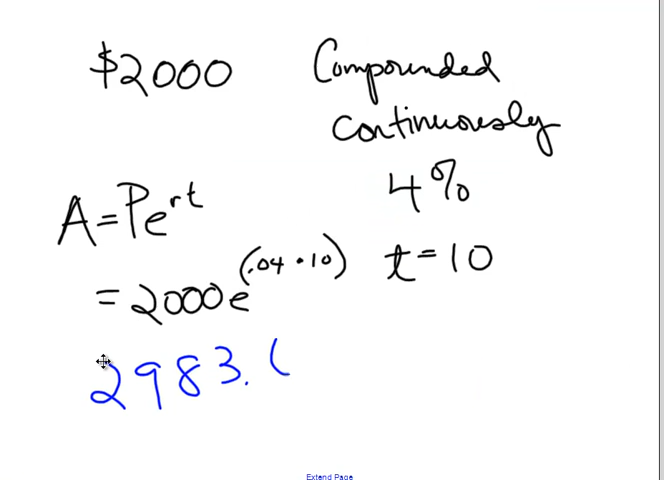 $2000
Compounded
continuously
4%
A=Pe^rt
t=10
=2000e^(.04·10)
2983.
Extend Page